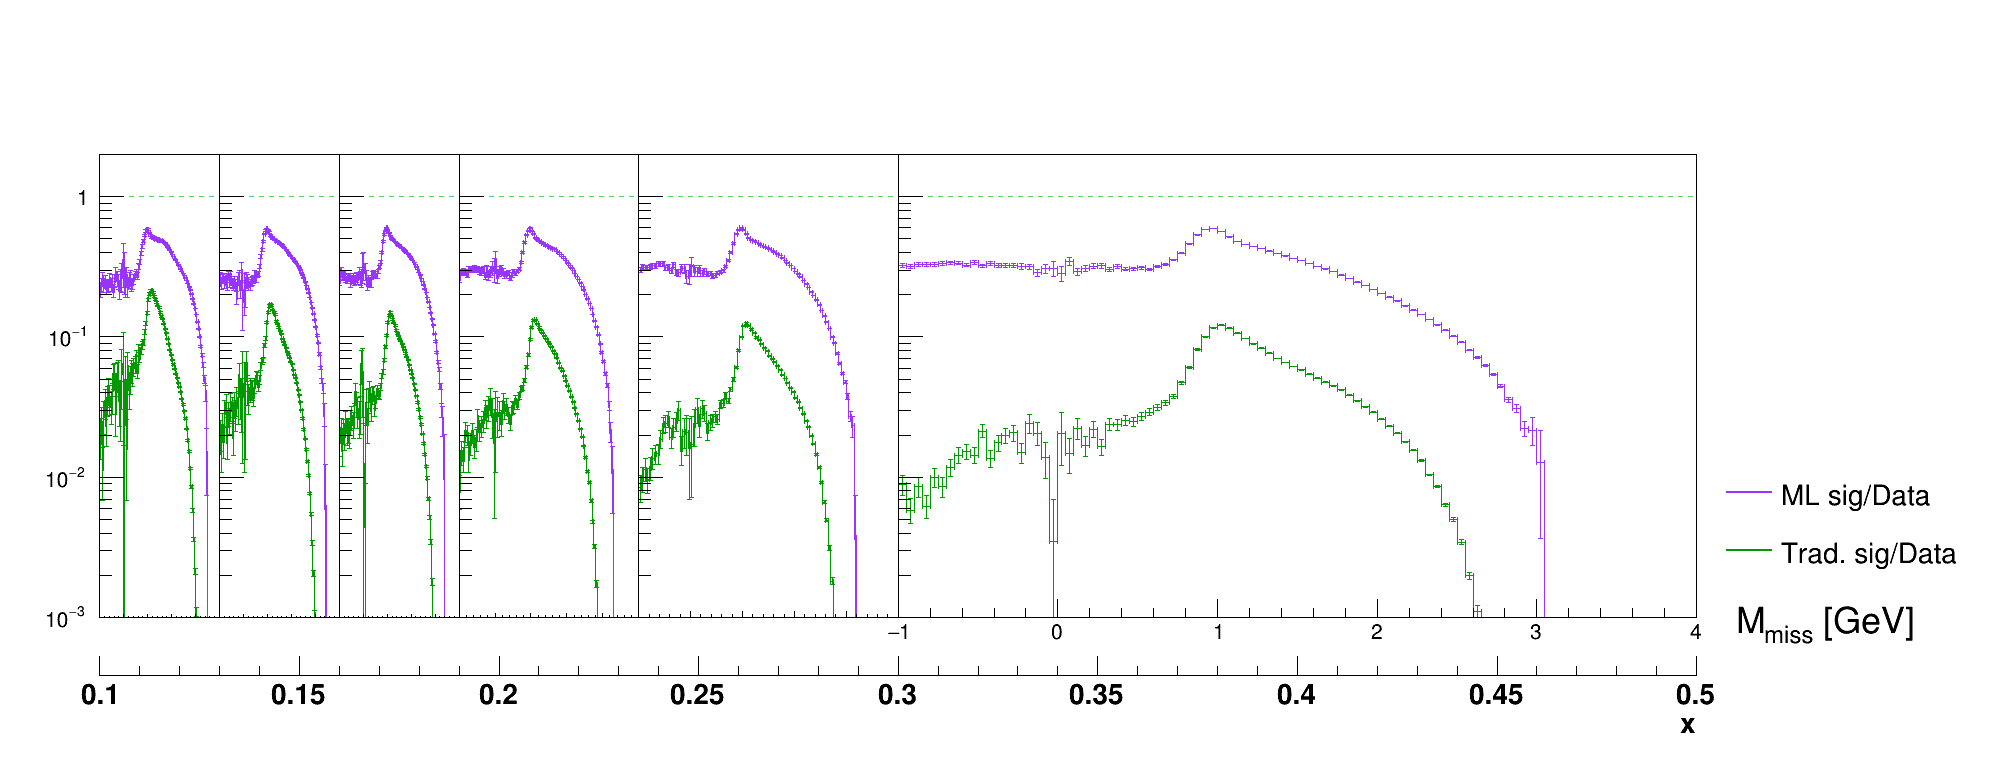 1
10⁻¹
10⁻²
10⁻³
ML sig/Data
Trad. sig/Data
−1 0 1 2 3 4
M_miss [GeV]
0.1 0.15 0.2 0.25 0.3 0.35 0.4 0.45 0.5
x